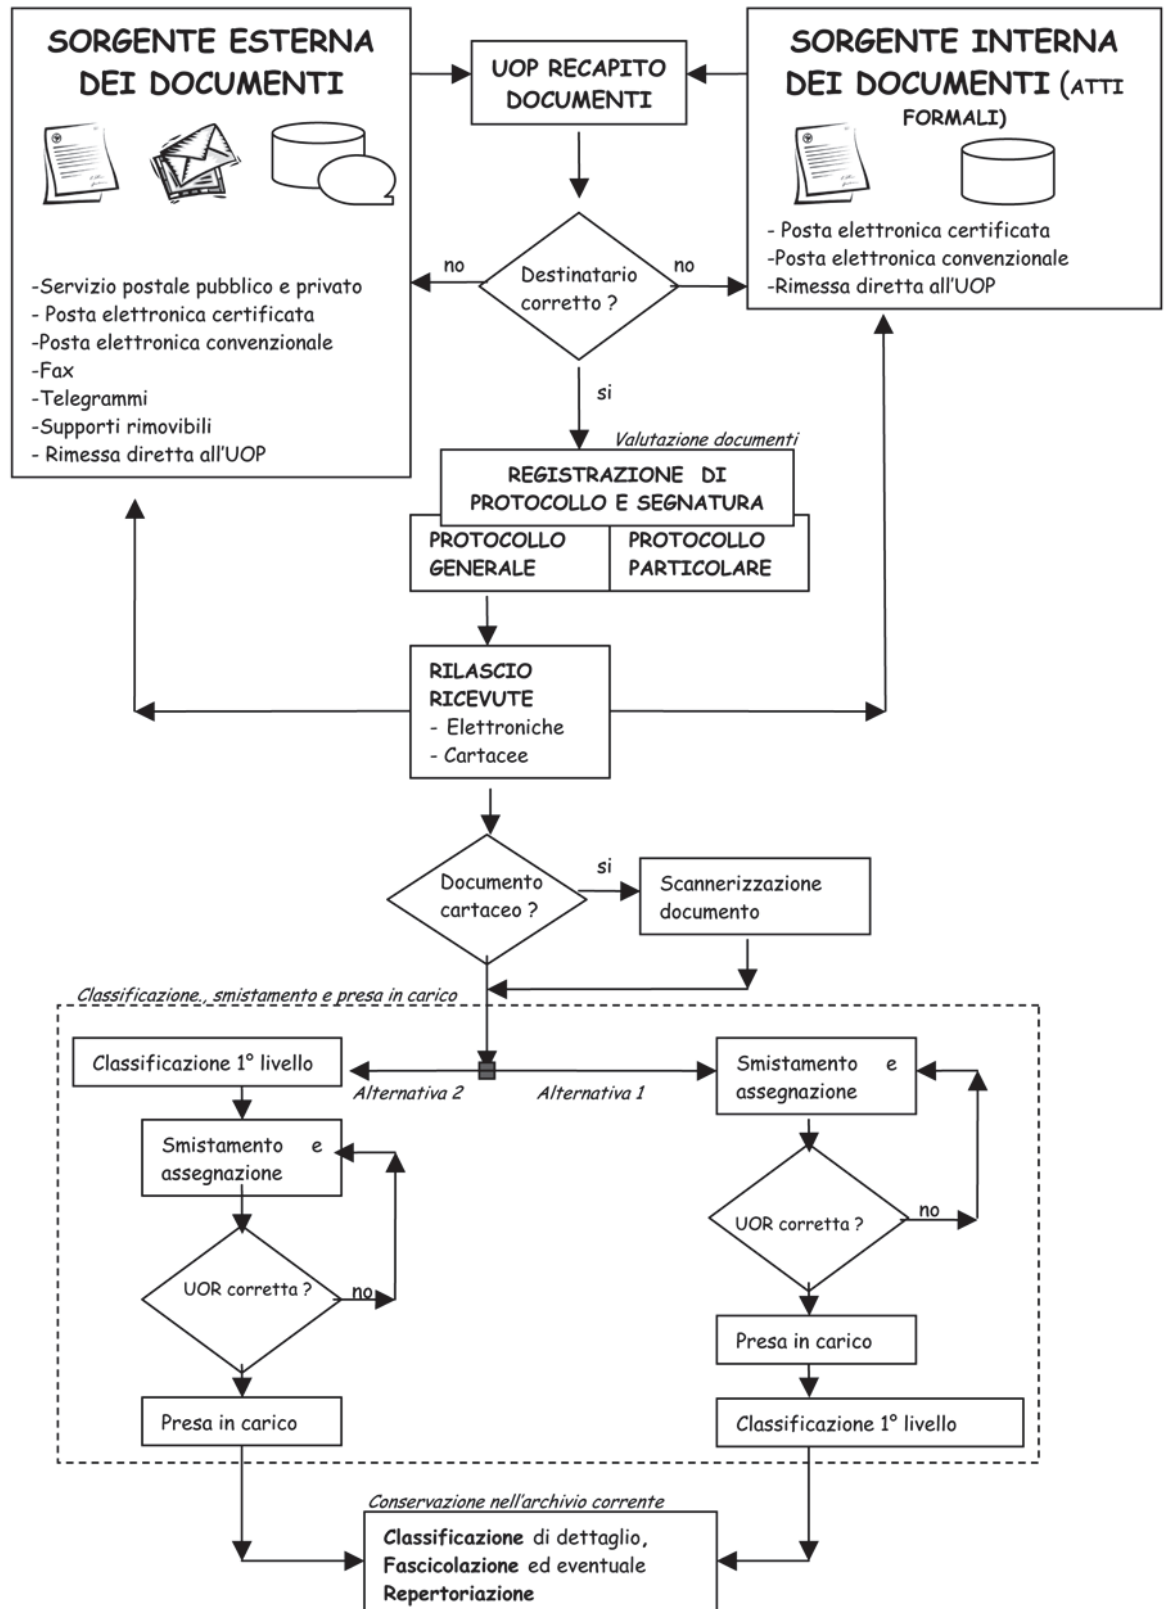 SORGENTE ESTERNA
DEI DOCUMENTI
-Servizio postale pubblico e privato
- Posta elettronica certificata
-Posta elettronica convenzionale
-Fax
-Telegrammi
-Supporti rimovibili
- Rimessa diretta all'UOP
UOP RECAPITO
DOCUMENTI
SORGENTE INTERNA
DEI DOCUMENTI (ATTI
FORMALI)
- Posta elettronica certificata
-Posta elettronica convenzionale
-Rimessa diretta all'UOP
no
Destinatario
corretto ?
no
si
Valutazione documenti
REGISTRAZIONE DI
PROTOCOLLO E SEGNATURA
PROTOCOLLO
GENERALE
PROTOCOLLO
PARTICOLARE
RILASCIO
RICEVUTE
- Elettroniche
- Cartacee
Documento
cartaceo ?
si
Scannerizzazione
documento
Classificazione., smistamento e presa in carico
Classificazione 1° livello
Alternativa 2
Alternativa 1
Smistamento e
assegnazione
Smistamento e
assegnazione
UOR corretta ?
no
UOR corretta ?
no
Presa in carico
Presa in carico
Classificazione 1° livello
Conservazione nell'archivio corrente
Classificazione di dettaglio,
Fascicolazione ed eventuale
Repertoriazione